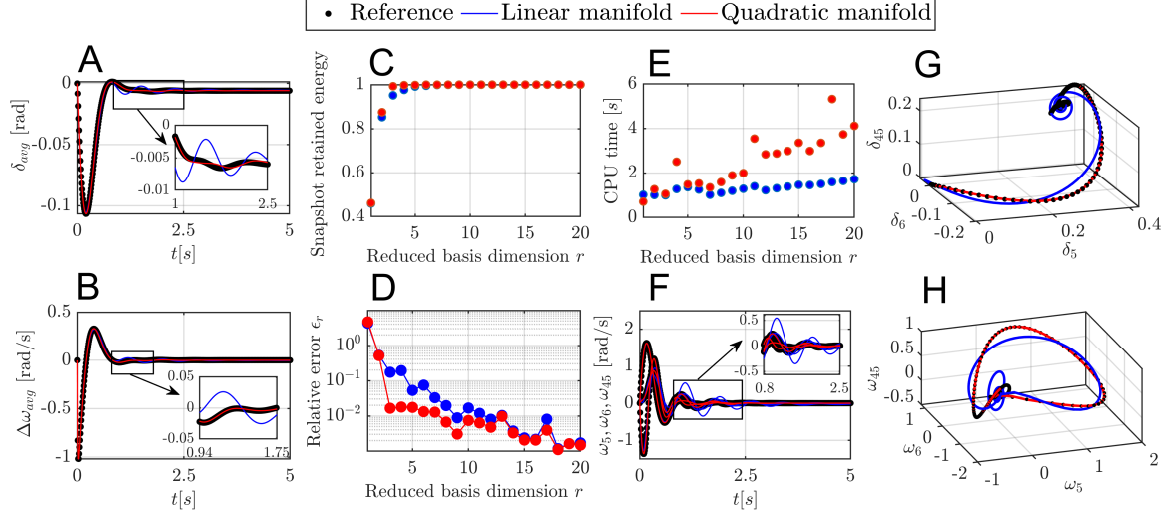 Reference Linear manifold Quadratic manifold
A
δavg [rad]
0
-0.05
-0.1
0
-0.005
-0.01
1 2.5
0 2.5 5
t[s]
C
Snapshot retained energy
1
0.8
0.6
0.4
5 10 15 20
Reduced basis dimension r
E
CPU time [s]
6
4
2
0
5 10 15 20
Reduced basis dimension r
G
δ45
0.2
0.1
0
0
-0.1
-0.2
δ6
0 0.2 0.4
δ5
B
Δωavg [rad/s]
0.5
0
-0.5
-1
0.05
0
-0.05
0.94 1.75
0 2.5 5
t[s]
D
Relative error ϵr
10^0
10^-1
10^-2
5 10 15 20
Reduced basis dimension r
F
ω5, ω6, ω45 [rad/s]
2
1
0
-1
0.5
0
-0.5
0.8 2.5
0 2.5 5
t[s]
H
ω45
1
0.5
0
-0.5
1
0
-1
-2
ω6
-1 0 1 2
ω5